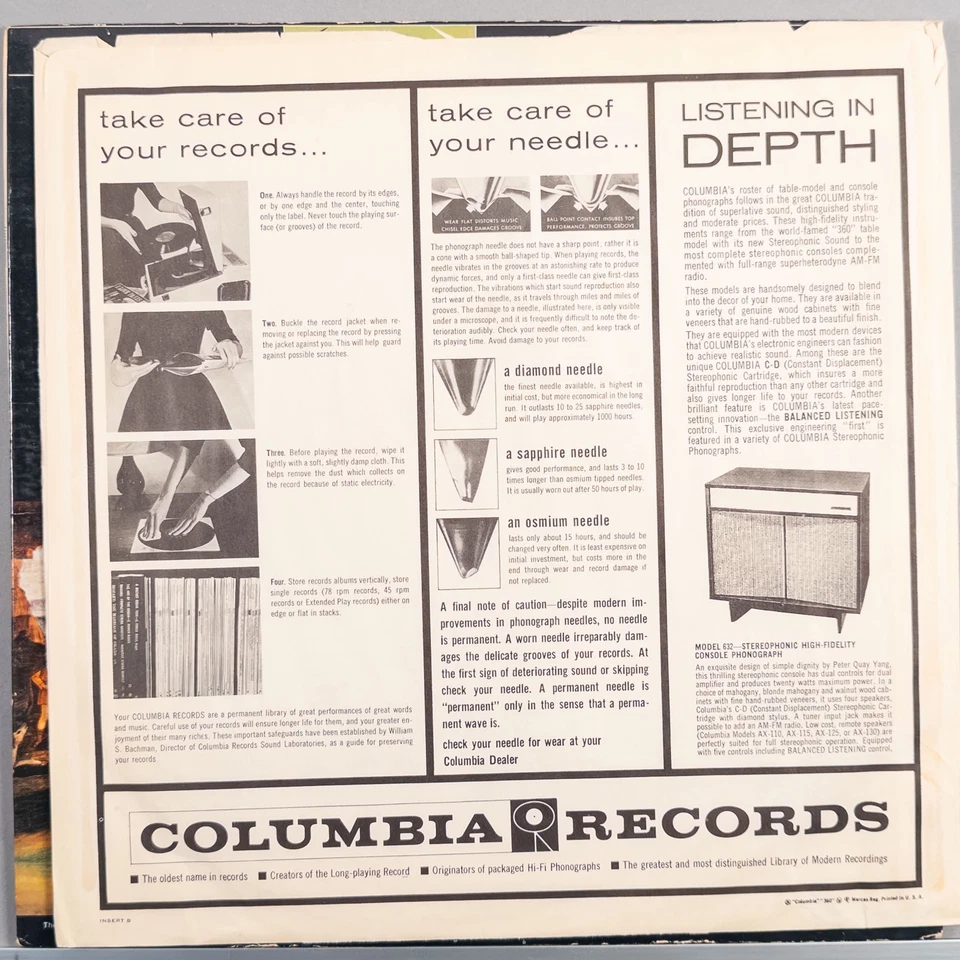 take care of
your records...
One. Always handle the record by its edges,
or by one edge and the center, touching
only the label. Never touch the playing sur-
face (or grooves) of the record.
Two. Buckle the record jacket when re-
moving or replacing the record by pressing
the jacket against you. This will help guard
against possible scratches.
Three. Before playing the record, wipe it
lightly with a soft, slightly damp cloth. This
helps remove the dust which collects on
the record because of static electricity.
Four. Store records albums vertically, store
single records (78 rpm records, 45 rpm
records or Extended Play records) either on
edge or flat in stacks.
Your COLUMBIA RECORDS are a permanent library of great performances of great words
and music. Careful use of your records will ensure longer life for them, and your greater en-
joyment of their many riches. These important safeguards have been established by William
S. Bachman, Director of Columbia Records Sound Laboratories, as a guide for preserving
your records
take care of
your needle...
WEAR FLAT DISTORTS MUSIC
CHISEL EDGE DAMAGES GROOVE
BALL POINT CONTACT INSURES TOP
PERFORMANCE, PROTECTS GROOVE
The phonograph needle does not have a sharp point, rather it is
a cone with a smooth ball-shaped tip. When playing records, the
needle vibrates in the grooves at an astonishing rate to produce
dynamic forces, and only a first-class needle can give first-class
reproduction. The vibrations which start sound reproduction also
start wear of the needle, as it travels through miles and miles of
grooves. The damage to a needle, illustrated here, is only visible
under a microscope, and it is frequently difficult to note the de-
terioration audibly. Check your needle often, and keep track of
its playing time. Avoid damage to your records.
a diamond needle
the finest needle available, is highest in
initial cost, but more economical in the long
run. It outlasts 10 to 25 sapphire needles,
and will play approximately 1000 hours.
a sapphire needle
gives good performance, and lasts 3 to 10
times longer than osmium tipped needles.
It is usually worn out after 50 hours of play.
an osmium needle
lasts only about 15 hours, and should be
changed very often. It is least expensive on
initial investment, but costs more in the
end through wear and record damage if
not replaced.
A final note of caution—despite modern im-
provements in phonograph needles, no needle
is permanent. A worn needle irreparably dam-
ages the delicate grooves of your records. At
the first sign of deteriorating sound or skipping
check your needle. A permanent needle is
"permanent" only in the sense that a perma-
nent wave is.
check your needle for wear at your
Columbia Dealer
LISTENING IN
DEPTH
COLUMBIA's roster of table-model and console
phonographs follows in the great COLUMBIA tra-
dition of superlative sound, distinguished styling
and moderate prices. These high-fidelity instru-
ments range from the world-famed "360" table
model with its new Stereophonic Sound to the
most complete stereophonic consoles comple-
mented with full-range superheterodyne AM-FM
radio.
These models are handsomely designed to blend
into the decor of your home. They are available in
a variety of genuine wood cabinets with fine
veneers that are hand-rubbed to a beautiful finish.
They are equipped with the most modern devices
that COLUMBIA's electronic engineers can fashion
to achieve realistic sound. Among these are the
unique COLUMBIA C-D (Constant Displacement)
Stereophonic Cartridge, which insures a more
faithful reproduction than any other cartridge and
also gives longer life to your records. Another
brilliant feature is COLUMBIA's latest pace-
setting innovation—the BALANCED LISTENING
control. This exclusive engineering "first" is
featured in a variety of COLUMBIA Stereophonic
Phonographs.
MODEL 632—STEREOPHONIC HIGH-FIDELITY
CONSOLE PHONOGRAPH
An exquisite design of simple dignity by Peter Quay Yang,
this thrilling stereophonic console has dual controls for dual
amplifier and produces twenty watts maximum power. In a
choice of mahogany, blonde mahogany and walnut wood cab-
inets with fine hand-rubbed veneers, it uses four speakers,
Columbia's C-D (Constant Displacement) Stereophonic Car-
tridge with diamond stylus. A tuner input jack makes it
possible to add an AM-FM radio. Low cost, remote speakers
(Columbia Models AX-110, AX-115, AX-125, or AX-130) are
perfectly suited for full stereophonic operation. Equipped
with five controls including BALANCED LISTENING control.
COLUMBIA RECORDS
■ The oldest name in records ■ Creators of the Long-playing Record ■ Originators of packaged Hi-Fi Phonographs ■ The greatest and most distinguished Library of Modern Recordings
® "Columbia" "360" Marcas Reg. Printed in U. S. A.
INSERT B